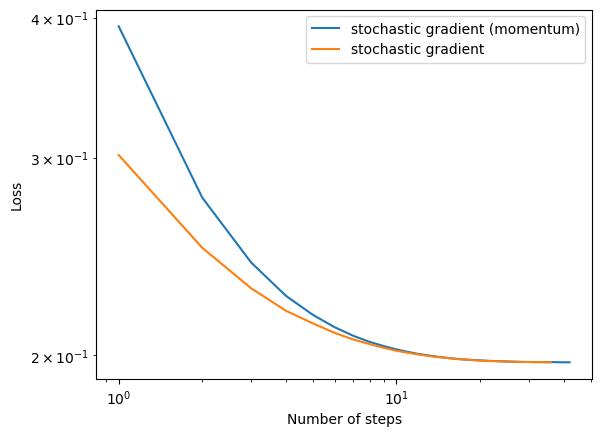 4 × 10⁻¹
stochastic gradient (momentum)
stochastic gradient
3 × 10⁻¹
Loss
2 × 10⁻¹
10⁰
10¹
Number of steps